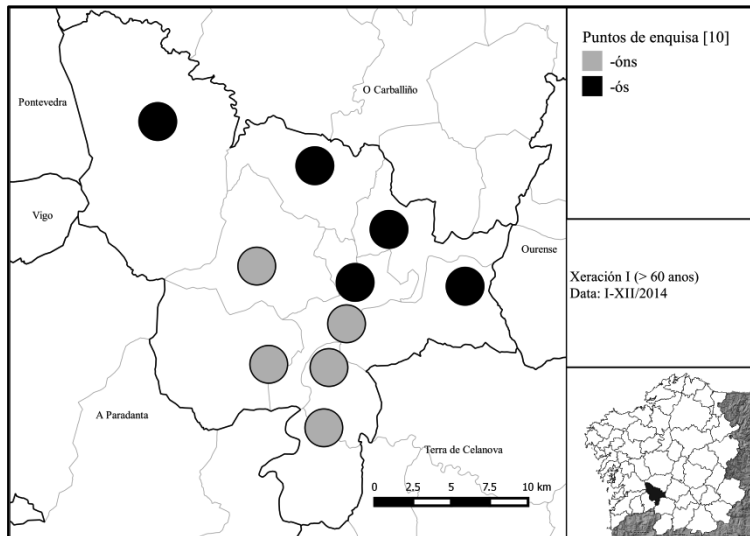 Pontevedra
O Carballiño
Vigo
Ourense
A Paradanta
Terra de Celanova
0 2,5 5 7,5 10 km
Puntos de enquisa [10]
-óns
-ós
Xeración I (> 60 anos)
Data: I-XII/2014